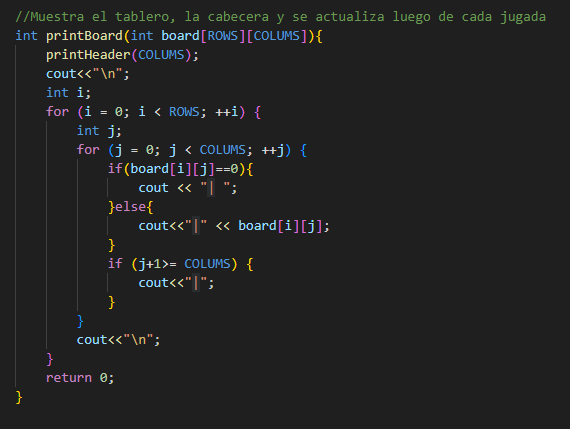 //Muestra el tablero, la cabecera y se actualiza luego de cada jugada
int printBoard(int board[ROWS][COLUMS]){
    printHeader(COLUMS);
    cout<<"\n";
    int i;
    for (i = 0; i < ROWS; ++i) {
        int j;
        for (j = 0; j < COLUMS; ++j) {
            if(board[i][j]==0){
                cout << "| ";
            }else{
                cout<<"|" << board[i][j];
            }
            if (j+1>= COLUMS) {
                cout<<"|";
            }
        }
        cout<<"\n";
    }
    return 0;
}